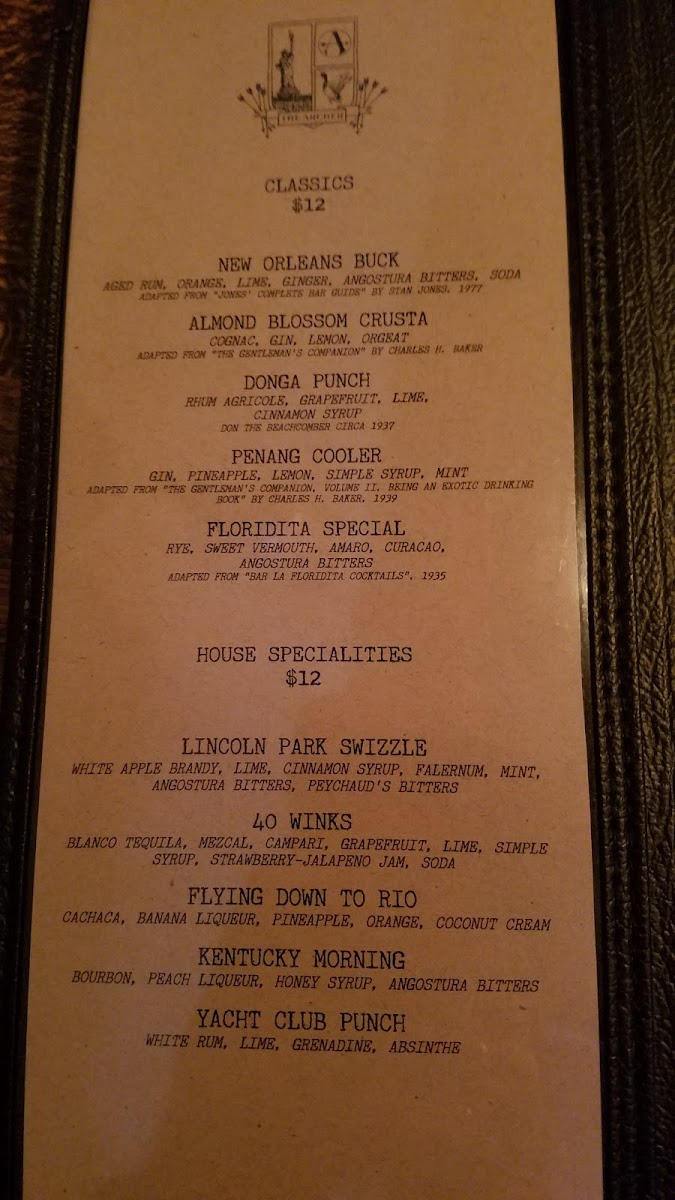 A
THE ARCHER
CLASSICS
$12
NEW ORLEANS BUCK
AGED RUM, ORANGE, LIME, GINGER, ANGOSTURA BITTERS, SODA
ADAPTED FROM "JONES' COMPLETE BAR GUIDE" BY STAN JONES, 1977
ALMOND BLOSSOM CRUSTA
COGNAC, GIN, LEMON, ORGEAT
ADAPTED FROM "THE GENTLEMAN'S COMPANION" BY CHARLES H. BAKER
DONGA PUNCH
RHUM AGRICOLE, GRAPEFRUIT, LIME,
CINNAMON SYRUP
DON THE BEACHCOMBER CIRCA 1937
PENANG COOLER
GIN, PINEAPPLE, LEMON, SIMPLE SYRUP, MINT
ADAPTED FROM "THE GENTLEMAN'S COMPANION, VOLUME II, BEING AN EXOTIC DRINKING
BOOK" BY CHARLES H. BAKER, 1939
FLORIDITA SPECIAL
RYE, SWEET VERMOUTH, AMARO, CURACAO,
ANGOSTURA BITTERS
ADAPTED FROM "BAR LA FLORIDITA COCKTAILS", 1935
HOUSE SPECIALITIES
$12
LINCOLN PARK SWIZZLE
WHITE APPLE BRANDY, LIME, CINNAMON SYRUP, FALERNUM, MINT,
ANGOSTURA BITTERS, PEYCHAUD'S BITTERS
40 WINKS
BLANCO TEQUILA, MEZCAL, CAMPARI, GRAPEFRUIT, LIME, SIMPLE
SYRUP, STRAWBERRY-JALAPENO JAM, SODA
FLYING DOWN TO RIO
CACHACA, BANANA LIQUEUR, PINEAPPLE, ORANGE, COCONUT CREAM
KENTUCKY MORNING
BOURBON, PEACH LIQUEUR, HONEY SYRUP, ANGOSTURA BITTERS
YACHT CLUB PUNCH
WHITE RUM, LIME, GRENADINE, ABSINTHE